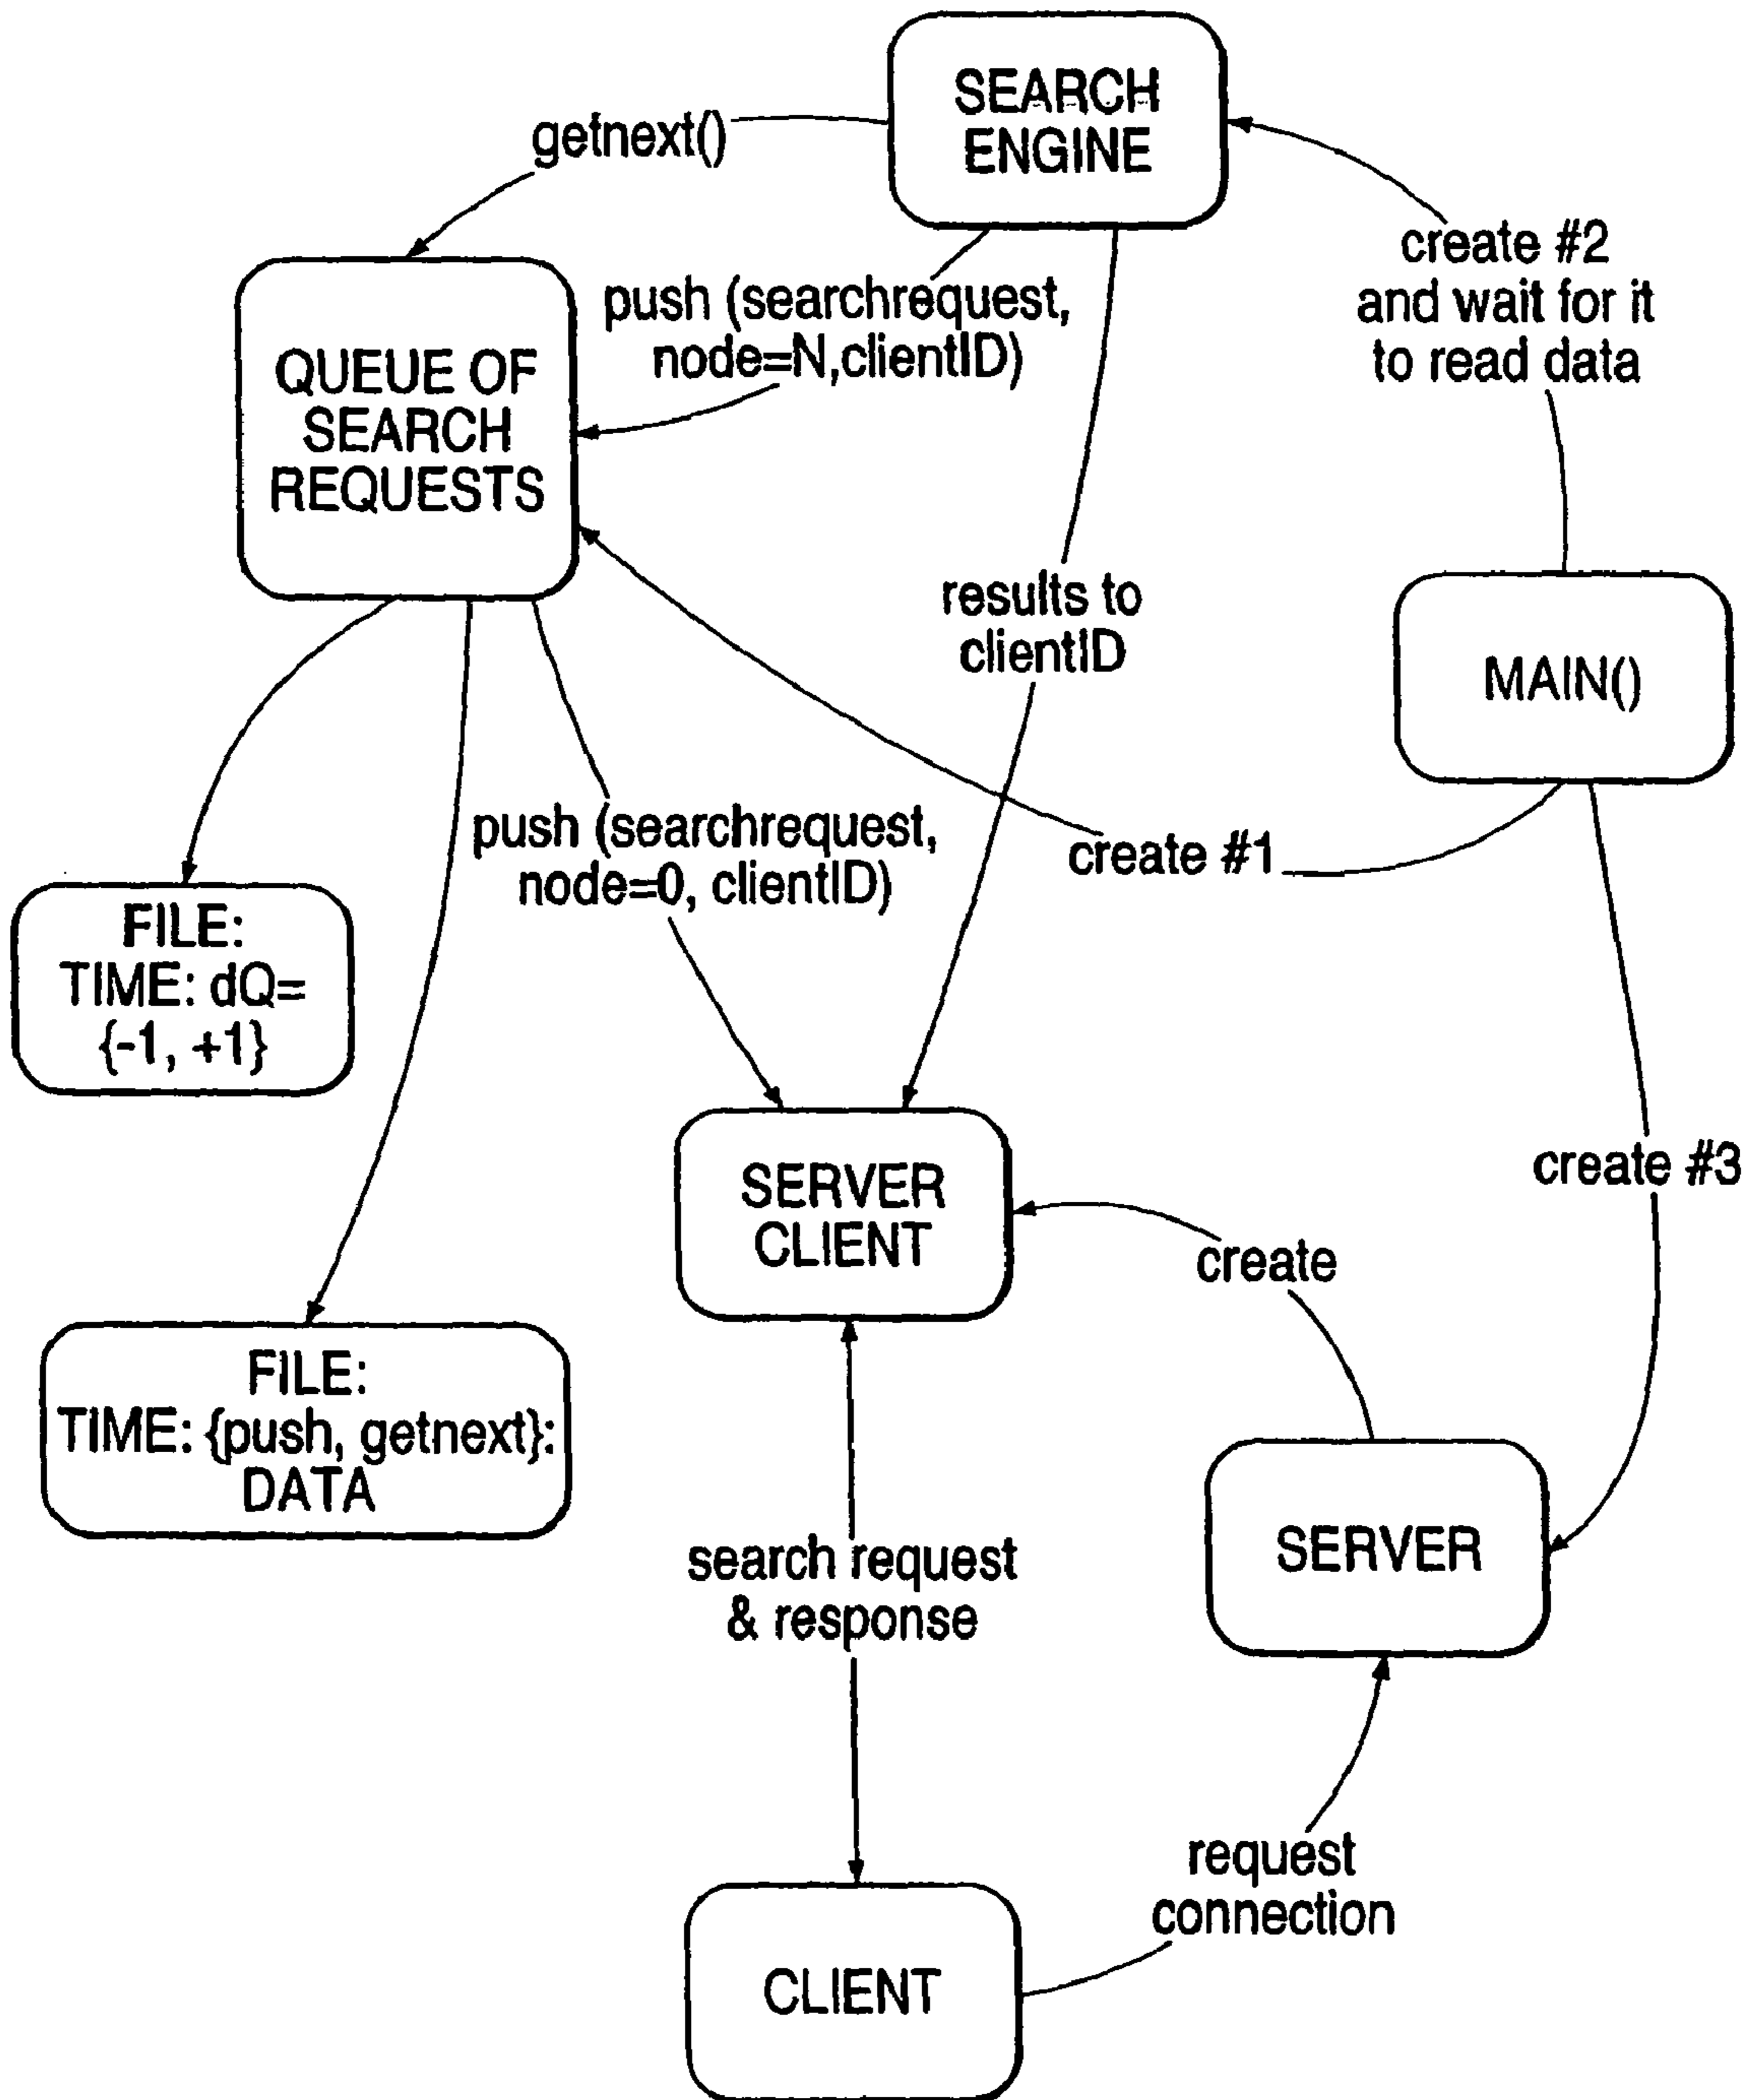 SEARCH
ENGINE
getnext()
create #2
and wait for it
to read data
push (searchrequest,
node=N,clientID)
QUEUE OF
SEARCH
REQUESTS
results to
clientID
MAIN()
push (searchrequest,
node=0, clientID)
create #1
FILE:
TIME: dQ=
{-1, +1}
create #3
SERVER
CLIENT
create
FILE:
TIME: {push, getnext}:
DATA
SERVER
search request
& response
request
connection
CLIENT